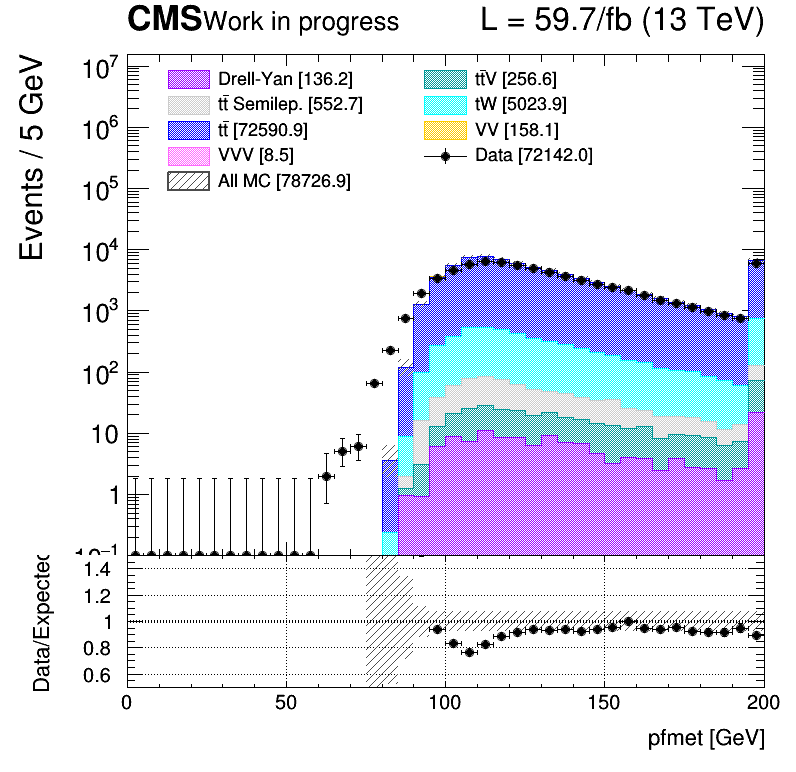 CMS Work in progress L = 59.7/fb (13 TeV)
Events / 5 GeV
Drell-Yan [136.2] tt̄V [256.6]
tt̄ Semilep. [552.7] tW [5023.9]
tt̄ [72590.9] VV [158.1]
VVV [8.5] Data [72142.0]
All MC [78726.9]
10⁷
10⁶
10⁵
10⁴
10³
10²
10
1
10⁻¹
Data/Expected
1.4
1.2
1
0.8
0.6
0 50 100 150 200
pfmet [GeV]